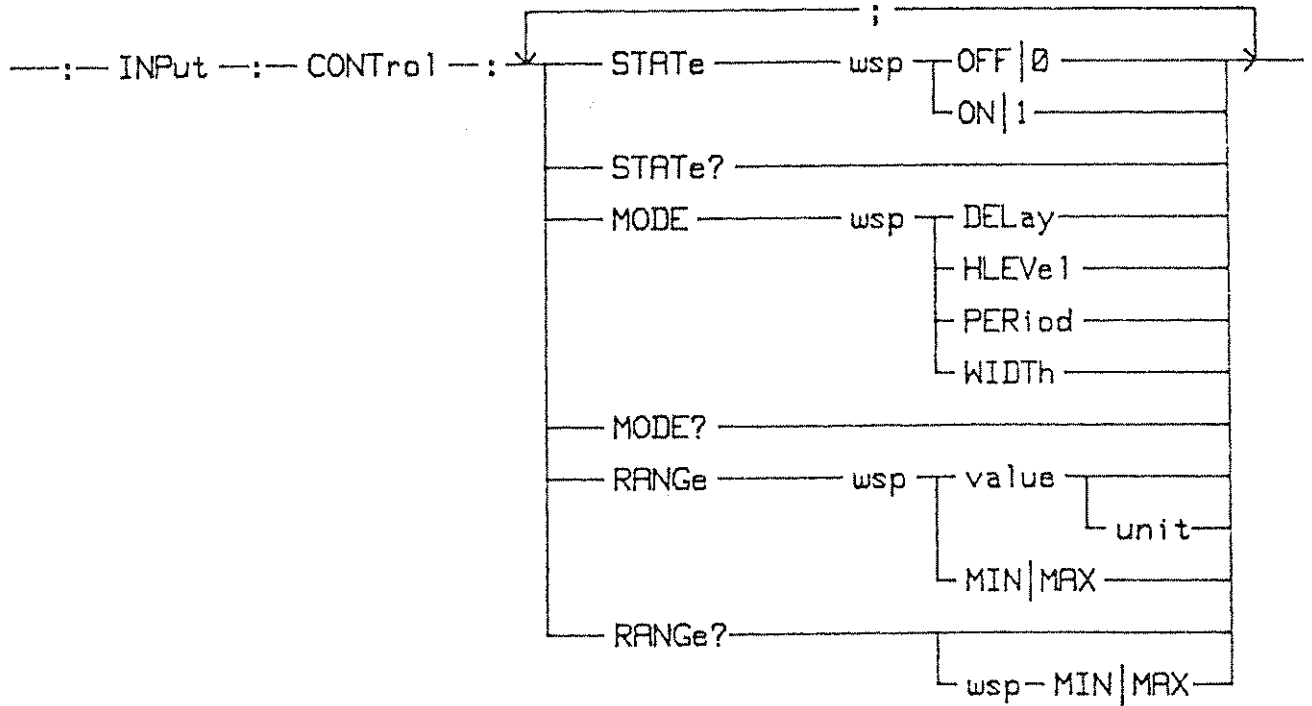 ;
: INPut : CONTrol : STATe wsp OFF|0
ON|1
STATe?
MODE wsp DELay
HLEVel
PERiod
WIDTh
MODE?
RANGe wsp value
unit
MIN|MAX
RANGe?
wsp MIN|MAX